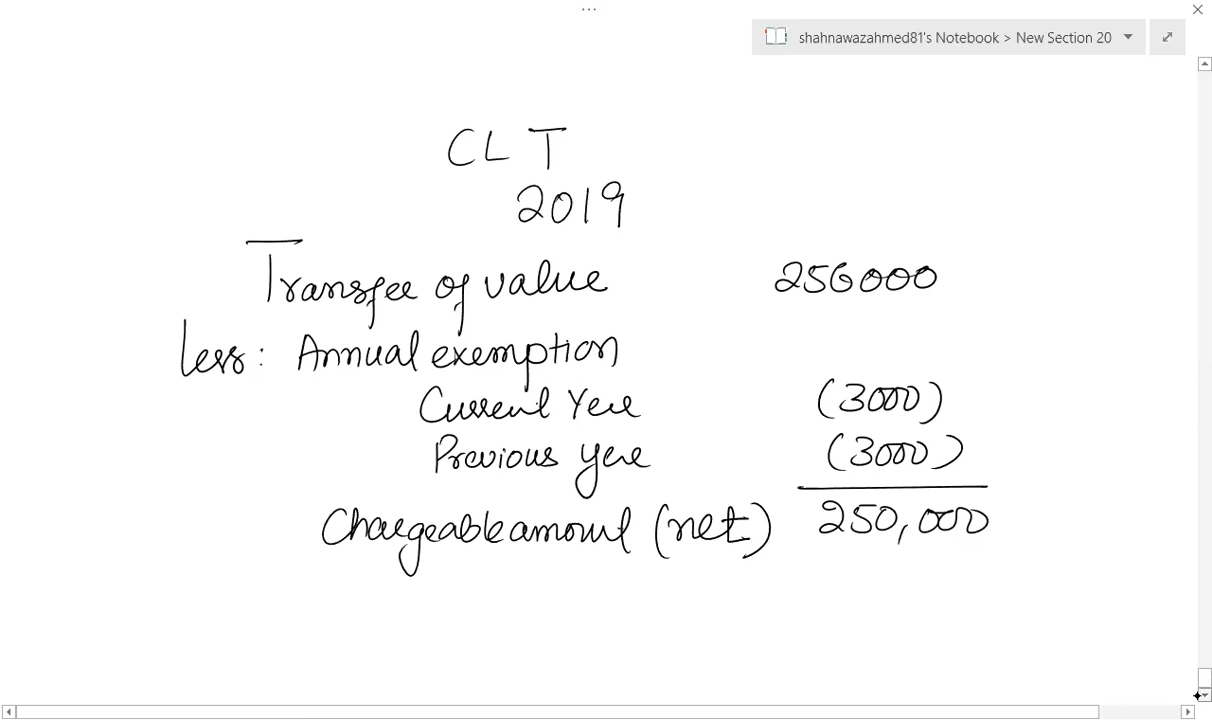 ...
shahnawazahmed81's Notebook > New Section 20
CLT
2019
Transfer of value 256000
less: Annual exemption
Current Year (3000)
Previous year (3000)
Chargeable amount (net) 250,000